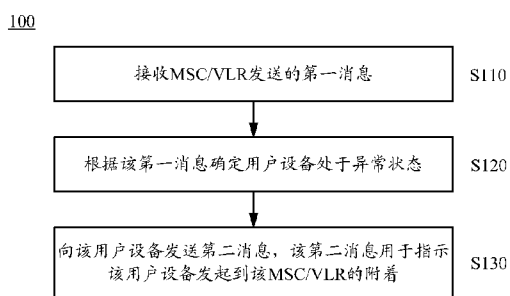 100
接收MSC/VLR发送的第一消息
S110
根据该第一消息确定用户设备处于异常状态
S120
向该用户设备发送第二消息，该第二消息用于指示
该用户设备发起到该MSC/VLR的附着
S130